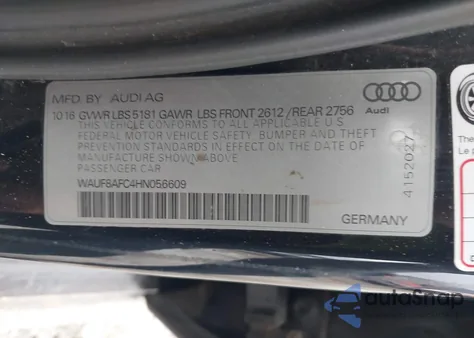 MFD. BY AUDI AG
10 16 GVWR LBS 5181 GAWR LBS FRONT 2612 / REAR 2756
THIS VEHICLE CONFORMS TO ALL APPLICABLE U.S.
FEDERAL MOTOR VEHICLE SAFETY, BUMPER AND THEFT
PREVENTION STANDARDS IN EFFECT ON THE DATE OF
MANUFACTURE SHOWN ABOVE
PASSENGER CAR
WAUF8AFC4HN056609
GERMANY
Audi
4152027
autoSnap